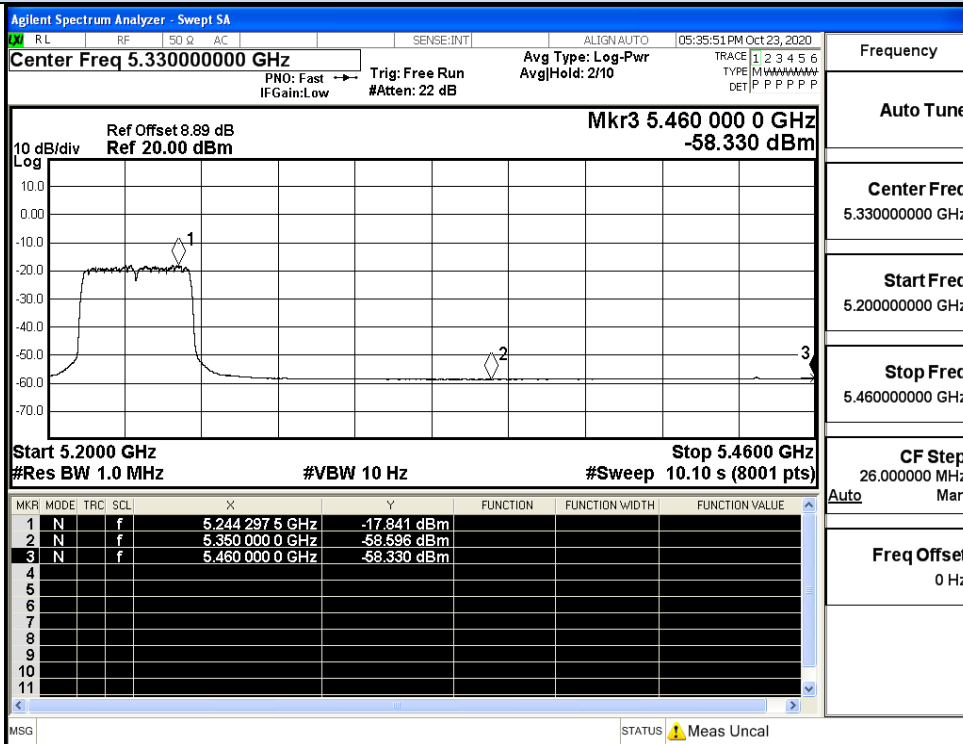 Agilent Spectrum Analyzer - Swept SA
LXI RL RF 50 Ω AC SENSE:INT ALIGN AUTO 05:35:51 PM Oct 23, 2020
Center Freq 5.330000000 GHz
PNO: Fast
IFGain:Low
Trig: Free Run
#Atten: 22 dB
Avg Type: Log-Pwr
Avg|Hold: 2/10
TRACE 1 2 3 4 5 6
TYPE M W W W W W
DET P P P P P P
Ref Offset 8.89 dB
10 dB/div Ref 20.00 dBm
Log
Mkr3 5.460 000 0 GHz
-58.330 dBm
10.0
0.00
-10.0
-20.0
-30.0
-40.0
-50.0
-60.0
-70.0
1
2
3
Start 5.2000 GHz Stop 5.4600 GHz
#Res BW 1.0 MHz #VBW 10 Hz #Sweep 10.10 s (8001 pts)
MKR MODE TRC SCL X Y FUNCTION FUNCTION WIDTH FUNCTION VALUE
1 N f 5.244 297 5 GHz -17.841 dBm
2 N f 5.350 000 0 GHz -58.596 dBm
3 N f 5.460 000 0 GHz -58.330 dBm
4
5
6
7
8
9
10
11
MSG STATUS Meas Uncal
Frequency
Auto Tune
Center Freq
5.330000000 GHz
Start Freq
5.200000000 GHz
Stop Freq
5.460000000 GHz
CF Step
26.000000 MHz
Auto Man
Freq Offset
0 Hz